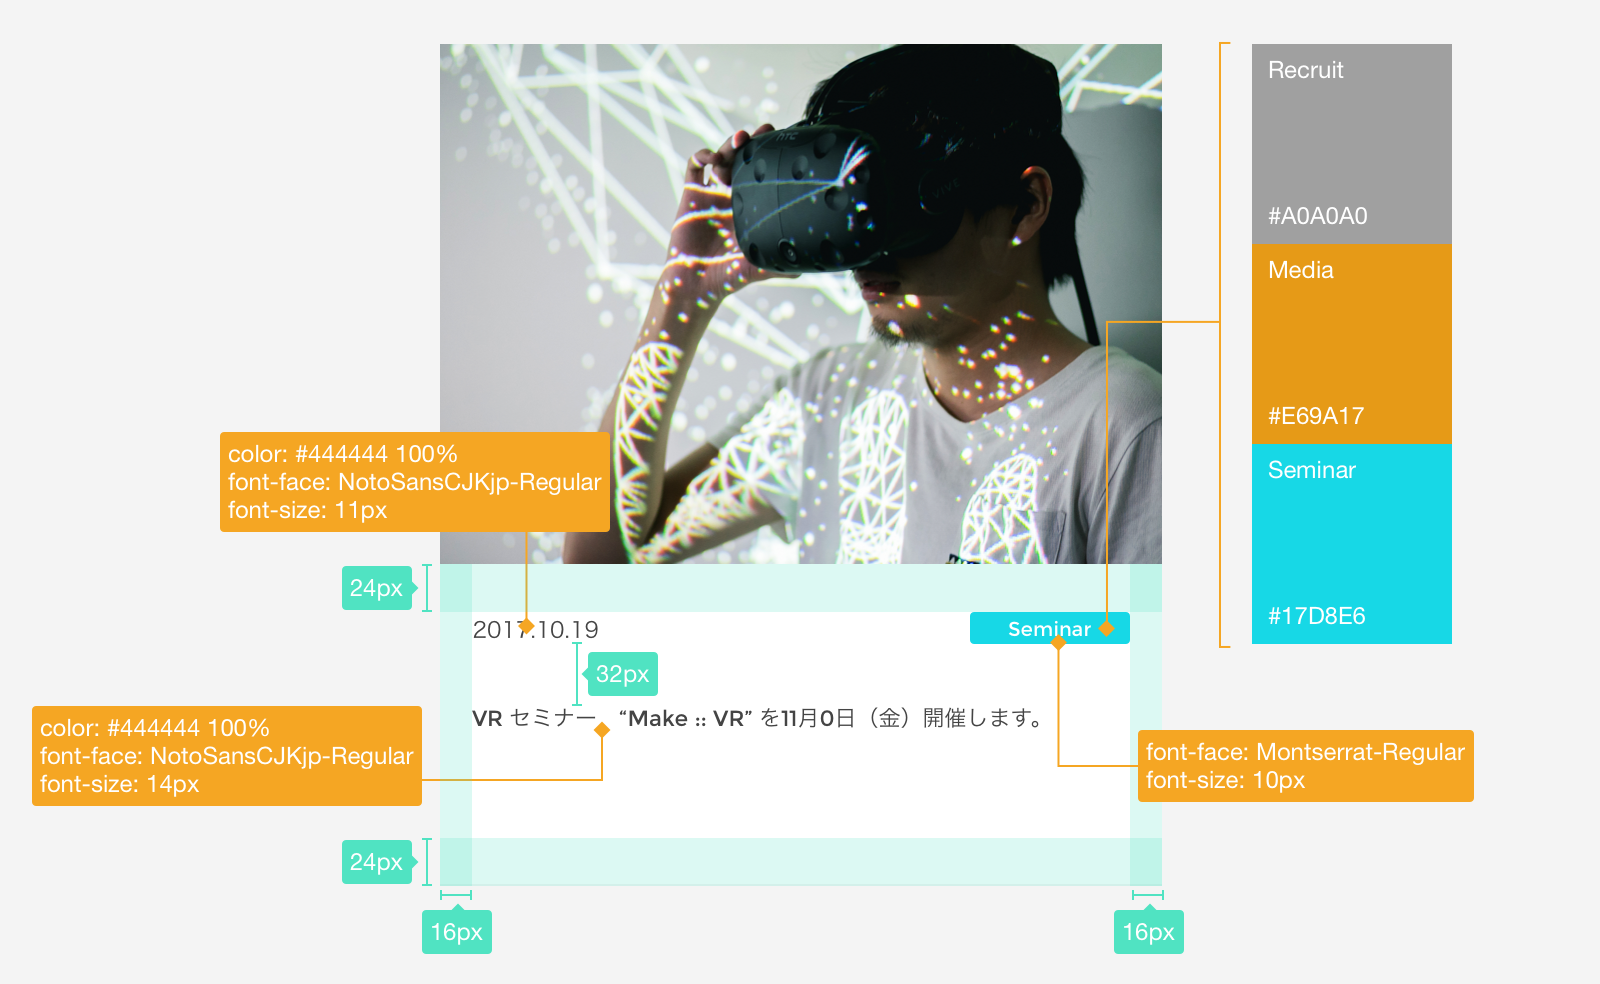 HTC
VIVE
Recruit
#A0A0A0
Media
#E69A17
Seminar
#17D8E6
color: #444444 100%
font-face: NotoSansCJKjp-Regular
font-size: 11px
24px
2017.10.19
Seminar
32px
VR セミナー “Make :: VR” を11月0日（金）開催します。
color: #444444 100%
font-face: NotoSansCJKjp-Regular
font-size: 14px
font-face: Montserrat-Regular
font-size: 10px
24px
16px
16px